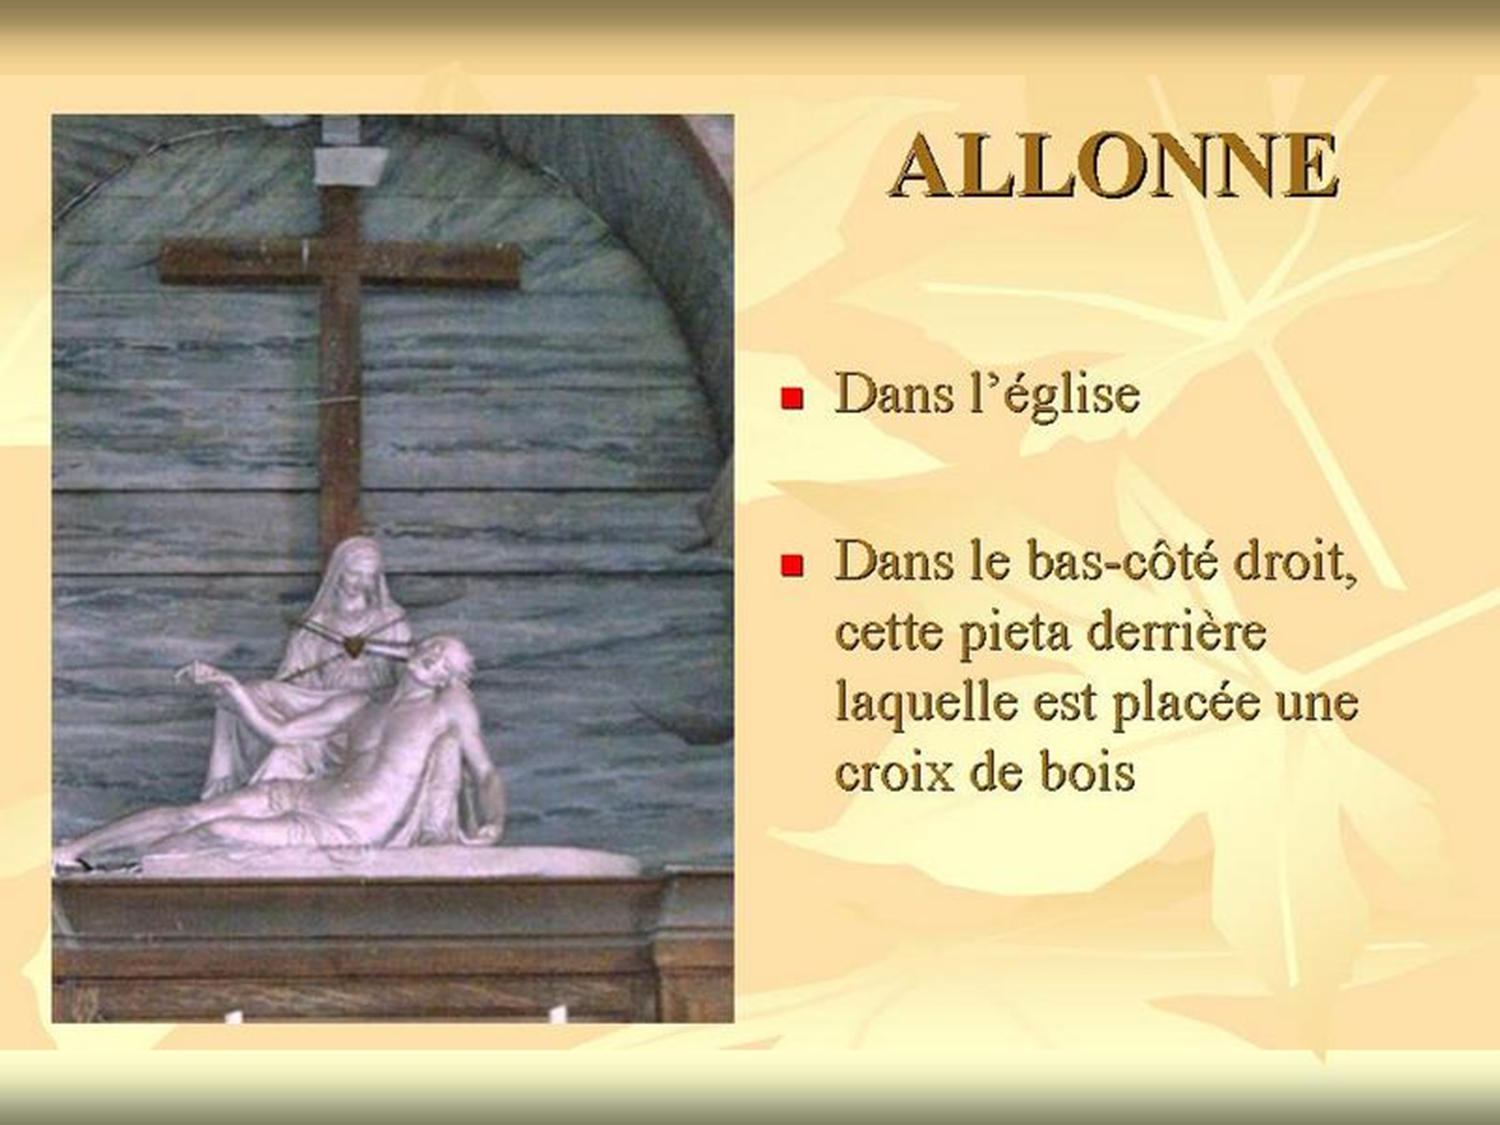 ALLONNE
Dans l’église
Dans le bas-côté droit,
cette pieta derrière
laquelle est placée une
croix de bois